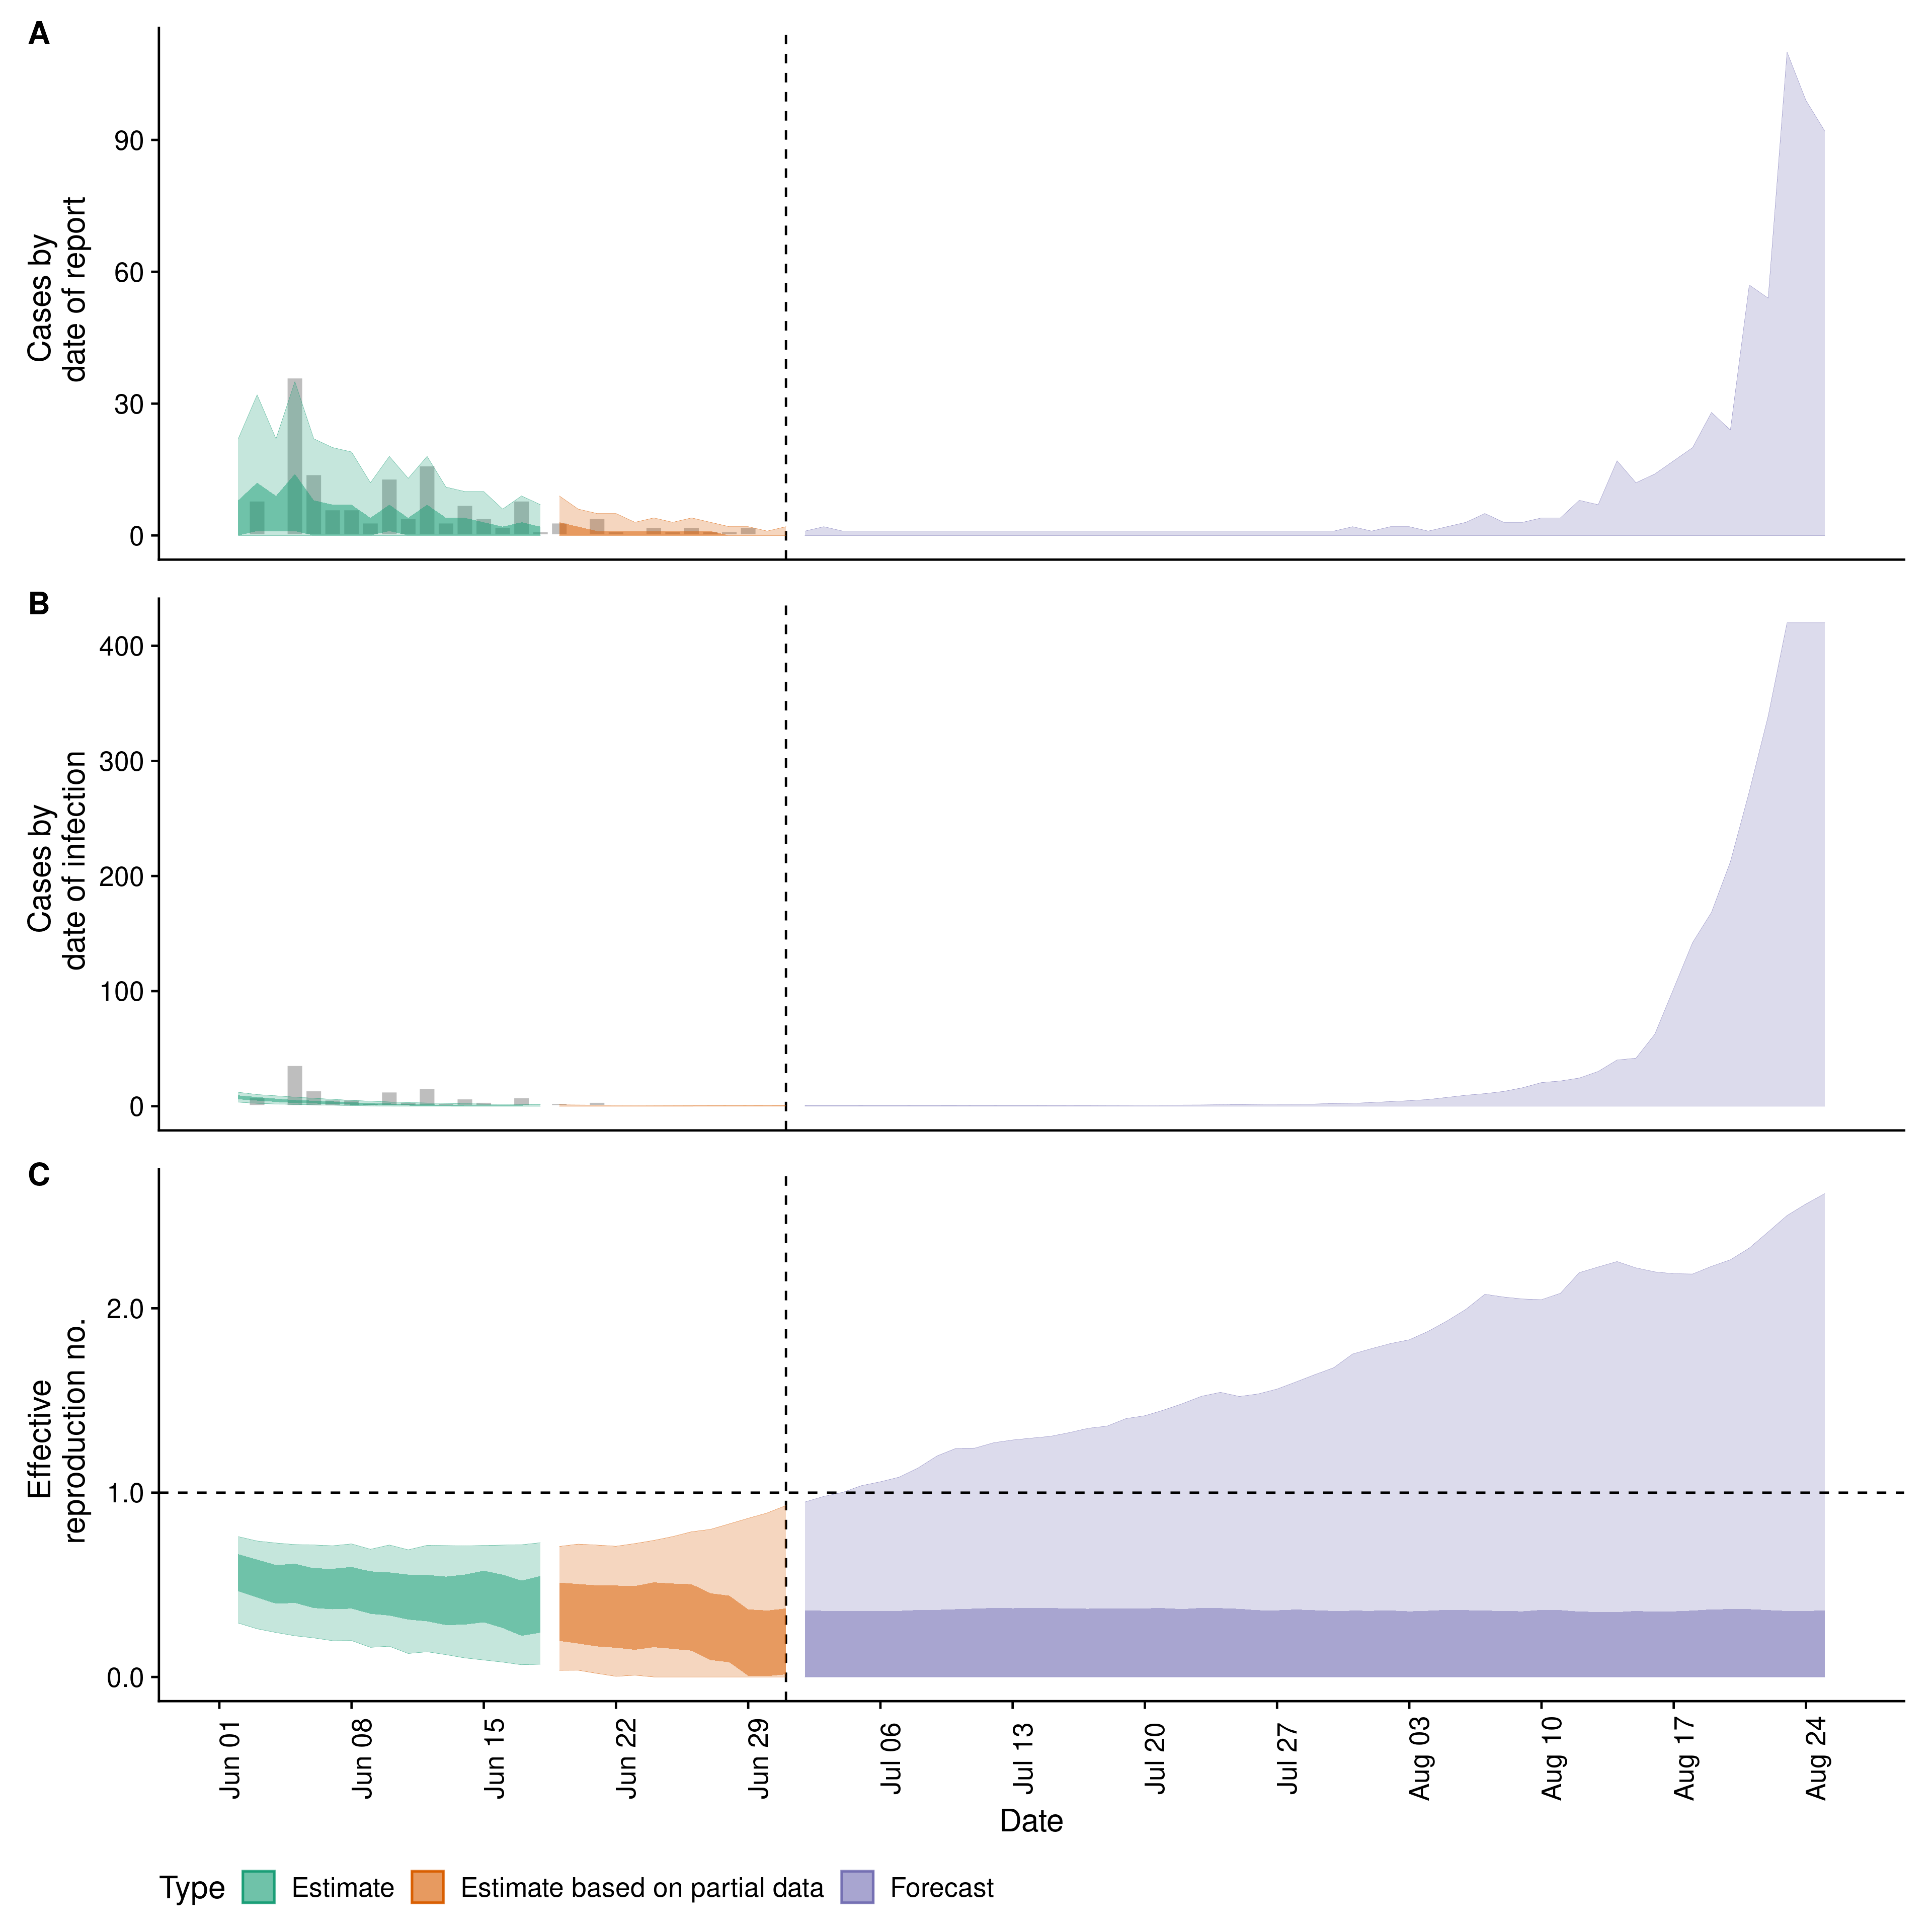 A
Cases by
date of report
90
60
30
0
B
Cases by
date of infection
400
300
200
100
0
C
Effective
reproduction no.
2.0
1.0
0.0
Jun 01
Jun 08
Jun 15
Jun 22
Jun 29
Jul 06
Jul 13
Jul 20
Jul 27
Aug 03
Aug 10
Aug 17
Aug 24
Date
Type Estimate Estimate based on partial data Forecast